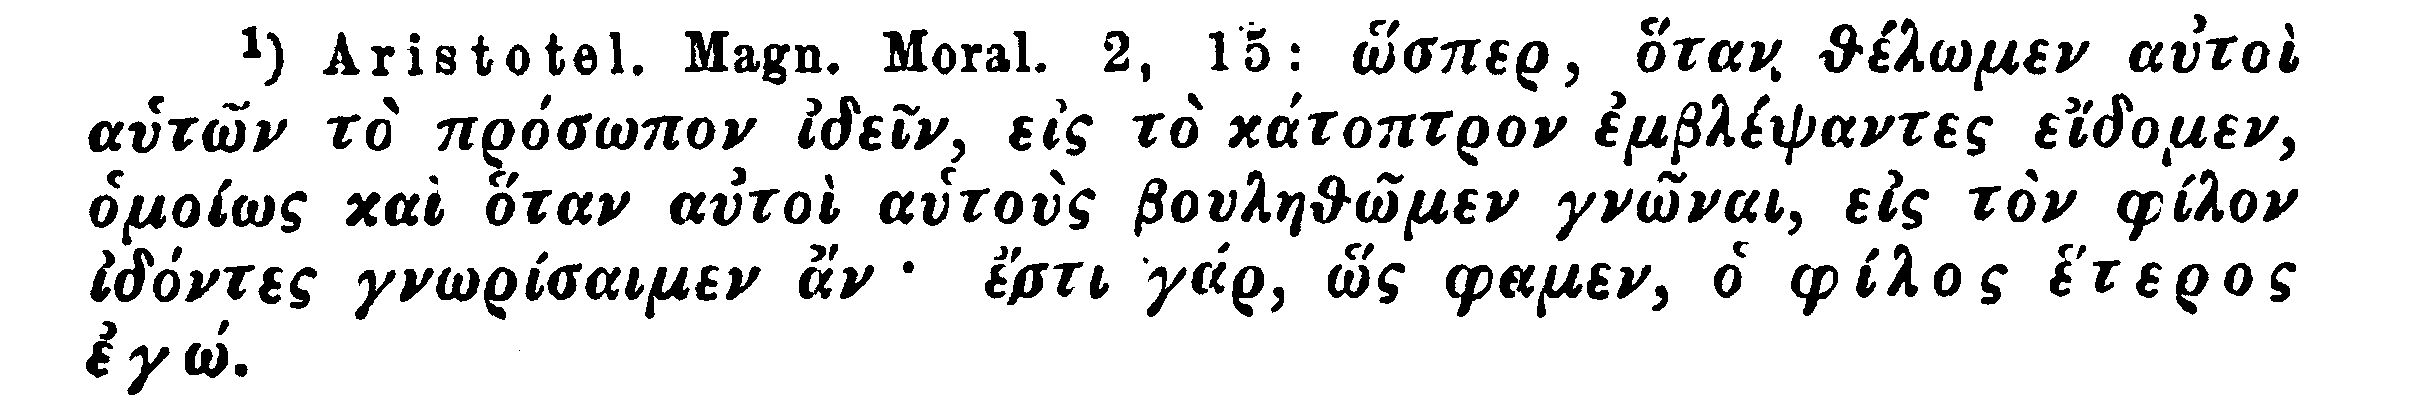 ¹) Aristotel. Magn. Moral. 2, 15: ὥσπερ, ὅταν θέλωμεν αὐτοὶ
αὑτῶν τὸ πρόσωπον ἰδεῖν, εἰς τὸ κάτοπτρον ἐμβλέψαντες εἴδομεν,
ὁμοίως καὶ ὅταν αὐτοὶ αὑτοὺς βουληθῶμεν γνῶναι, εἰς τὸν φίλον
ἰδόντες γνωρίσαιμεν ἄν · ἔστι γάρ, ὥς φαμεν, ὁ φίλος ἕτερος
ἐγώ.